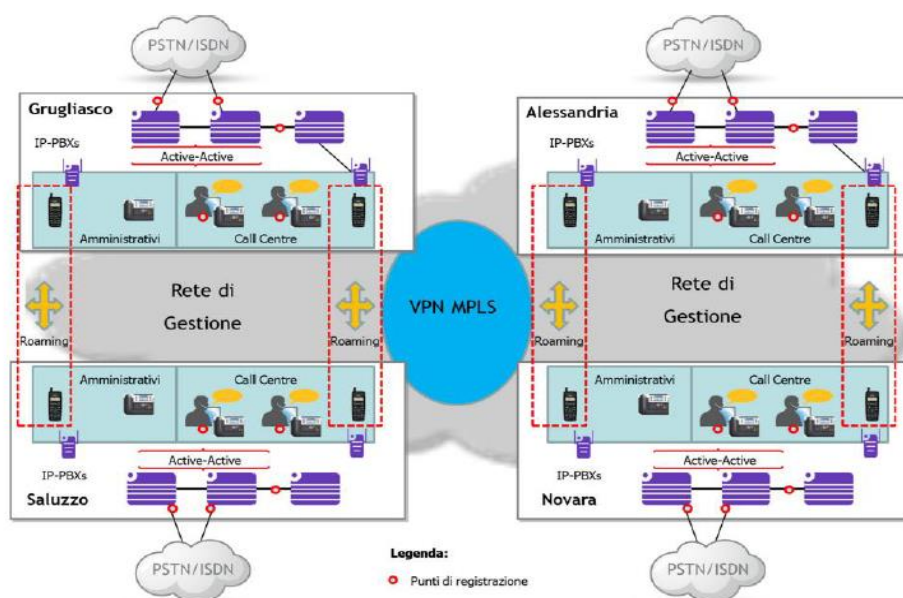 PSTN/ISDN
PSTN/ISDN
Grugliasco
Alessandria
IP-PBXs
IP-PBXs
Active-Active
Active-Active
Amministrativi
Call Centre
Amministrativi
Call Centre
Rete di
Gestione
VPN MPLS
Rete di
Gestione
Roaming
Roaming
Roaming
Roaming
Amministrativi
Call Centre
Amministrativi
Call Centre
Active-Active
Active-Active
IP-PBXs
IP-PBXs
Saluzzo
Novara
PSTN/ISDN
PSTN/ISDN
Legenda:
Punti di registrazione